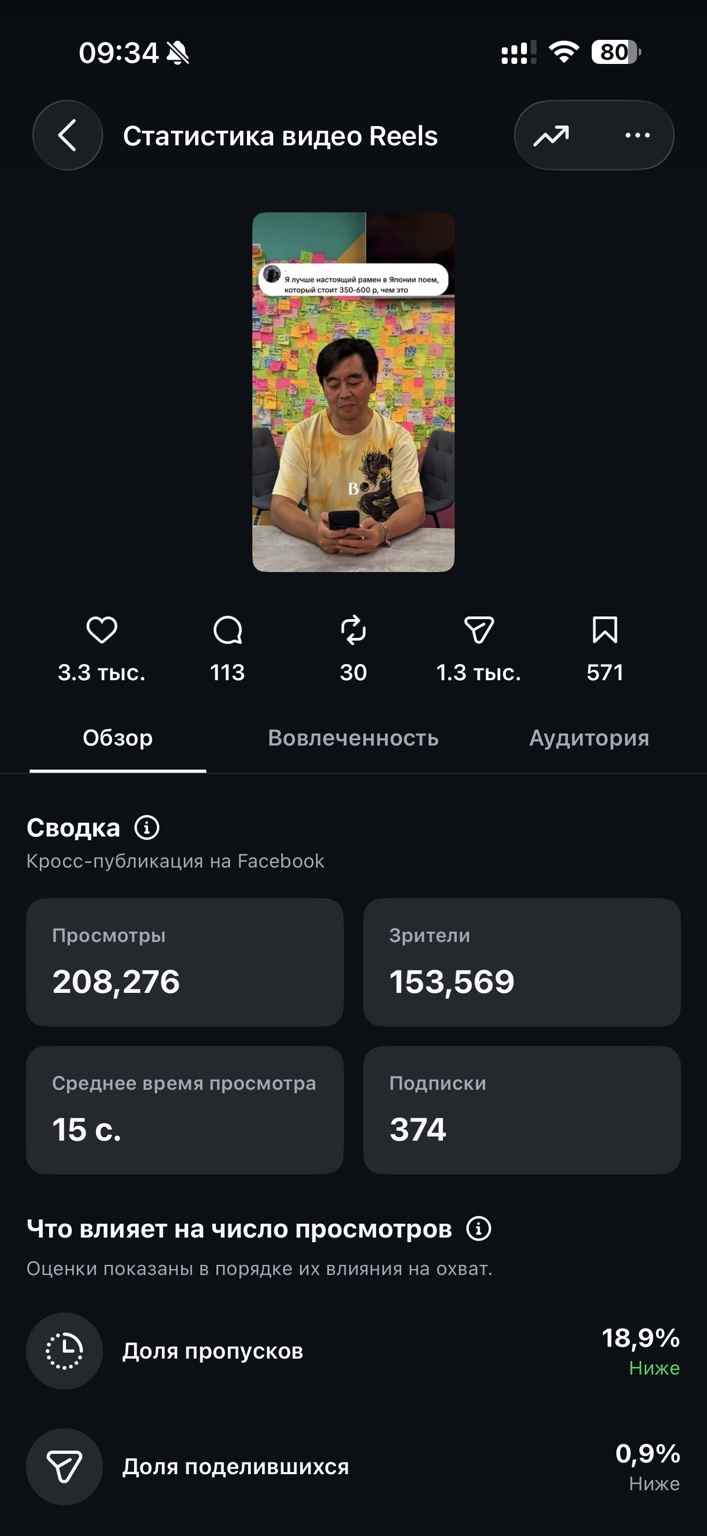 09:34
80
Статистика видео Reels
Я лучше настоящий рамен в Японии поем,
который стоит 350-600 р, чем это
B
3.3 тыс.
113
30
1.3 тыс.
571
Обзор
Вовлеченность
Аудитория
Сводка
Кросс-публикация на Facebook
Просмотры
Зрители
208,276
153,569
Среднее время просмотра
Подписки
15 с.
374
Что влияет на число просмотров
Оценки показаны в порядке их влияния на охват.
Доля пропусков
18,9%
Ниже
Доля поделившихся
0,9%
Ниже